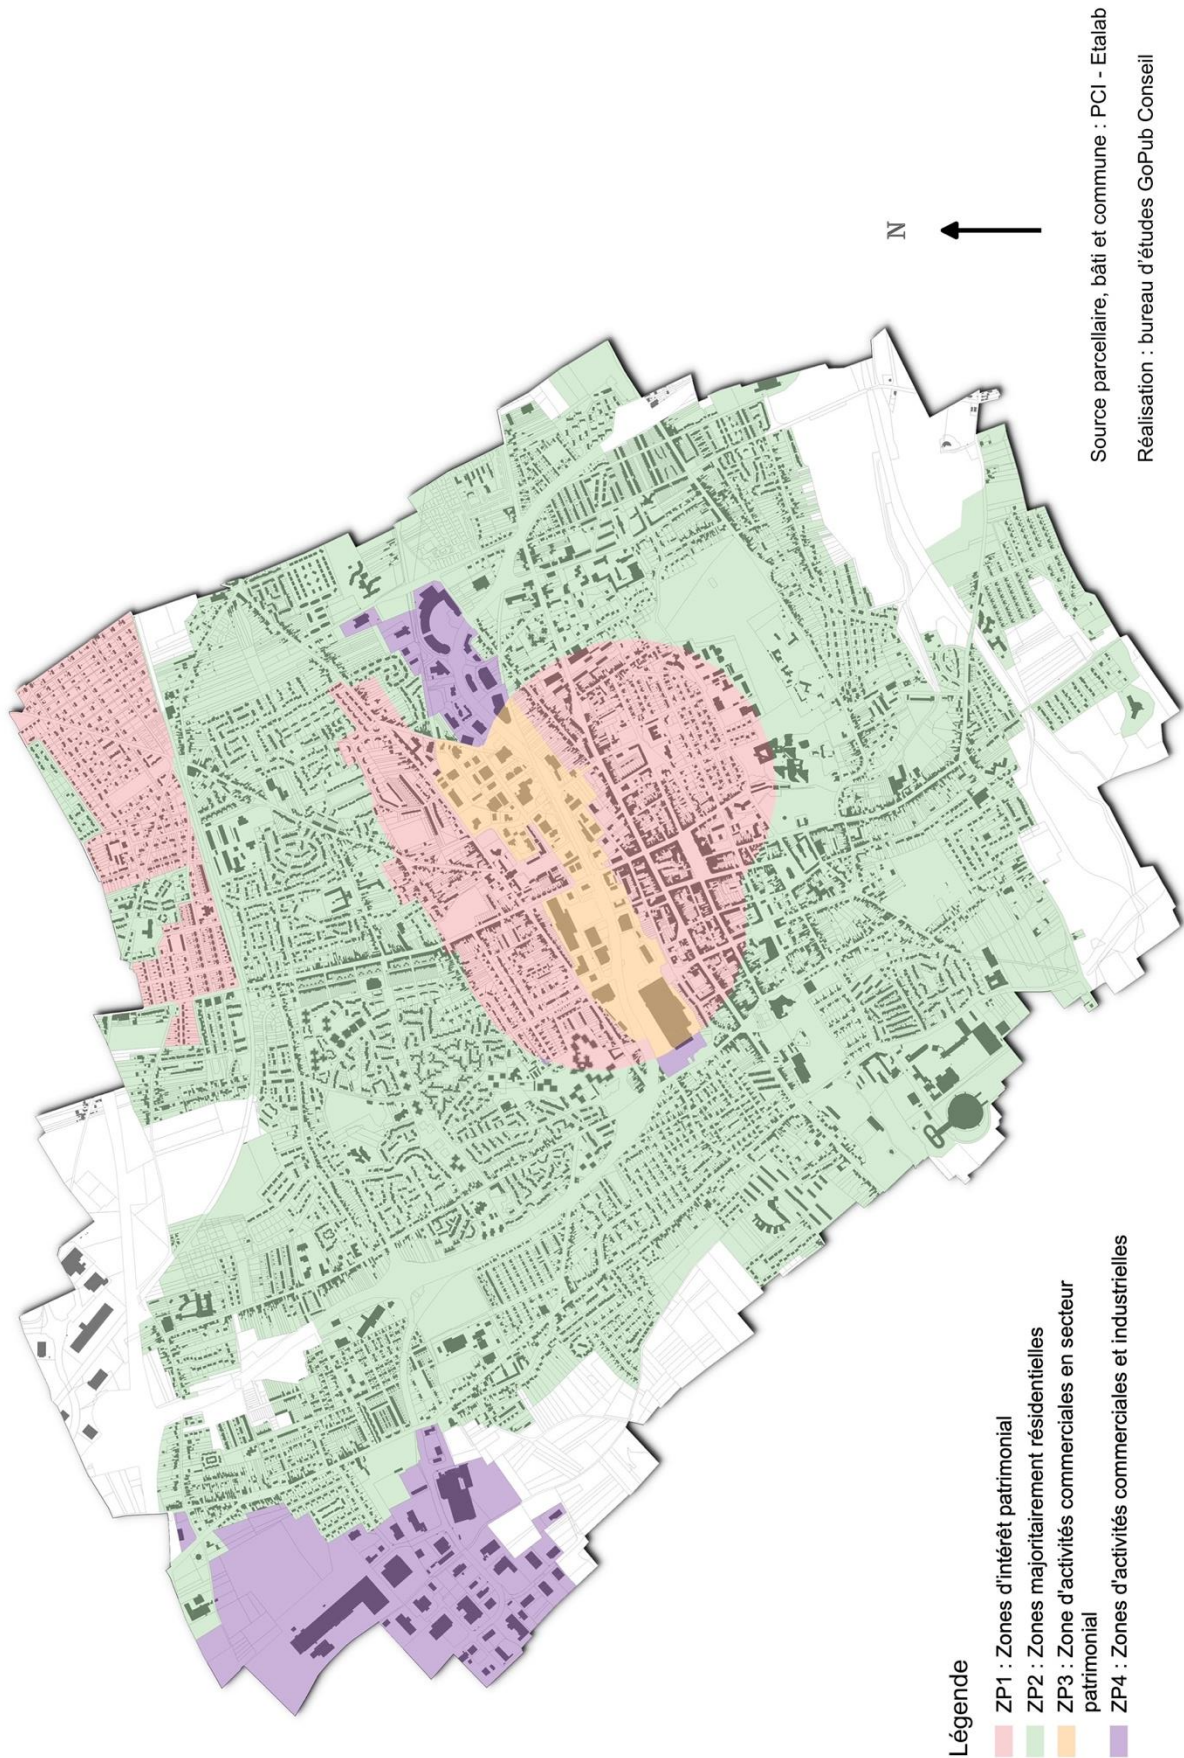 N
Source parcellaire, bâti et commune : PCI - Etalab
Réalisation : bureau d'études GoPub Conseil
Légende
ZP1 : Zones d'intérêt patrimonial
ZP2 : Zones majoritairement résidentielles
ZP3 : Zone d'activités commerciales en secteur
patrimonial
ZP4 : Zones d'activités commerciales et industrielles